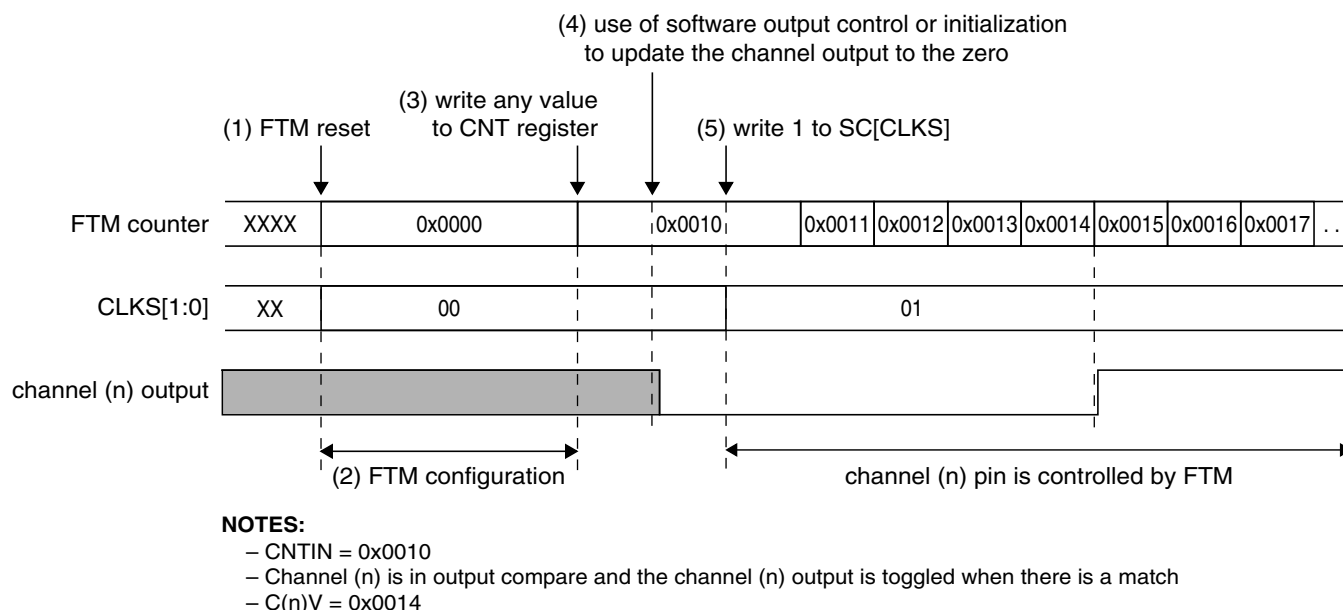 (4) use of software output control or initialization
to update the channel output to the zero
(3) write any value
to CNT register
(1) FTM reset
(5) write 1 to SC[CLKS]
FTM counter XXXX 0x0000 0x0010 0x0011 0x0012 0x0013 0x0014 0x0015 0x0016 0x0017 . .
CLKS[1:0] XX 00 01
channel (n) output
(2) FTM configuration
channel (n) pin is controlled by FTM
NOTES:
– CNTIN = 0x0010
– Channel (n) is in output compare and the channel (n) output is toggled when there is a match
– C(n)V = 0x0014